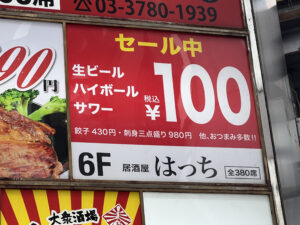 ☎ 03-3780-1939
90円
セール中
生ビール
ハイボール
サワー
税込
¥100
餃子430円・刺身三点盛り980円 他、おつまみ多数!!
6F 居酒屋 はっち 全380席
大衆酒場